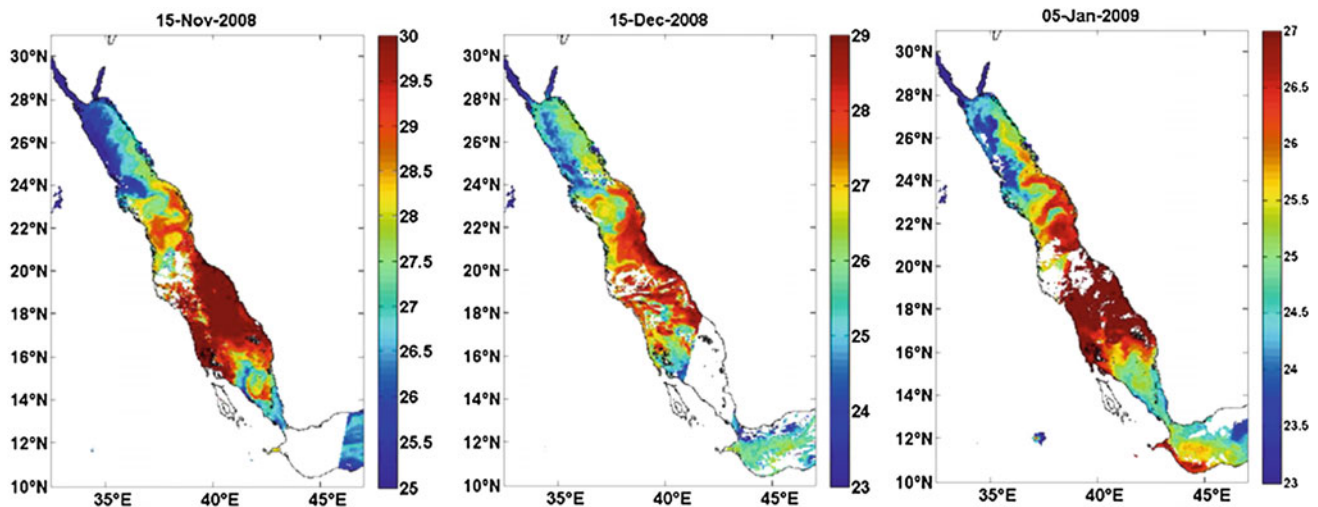 15-Nov-2008
30°N
28°N
26°N
24°N
22°N
20°N
18°N
16°N
14°N
12°N
10°N
35°E 40°E 45°E
30
29.5
29
28.5
28
27.5
27
26.5
26
25.5
25
15-Dec-2008
30°N
28°N
26°N
24°N
22°N
20°N
18°N
16°N
14°N
12°N
10°N
35°E 40°E 45°E
29
28
27
26
25
24
23
05-Jan-2009
30°N
28°N
26°N
24°N
22°N
20°N
18°N
16°N
14°N
12°N
10°N
35°E 40°E 45°E
27
26.5
26
25.5
25
24.5
24
23.5
23